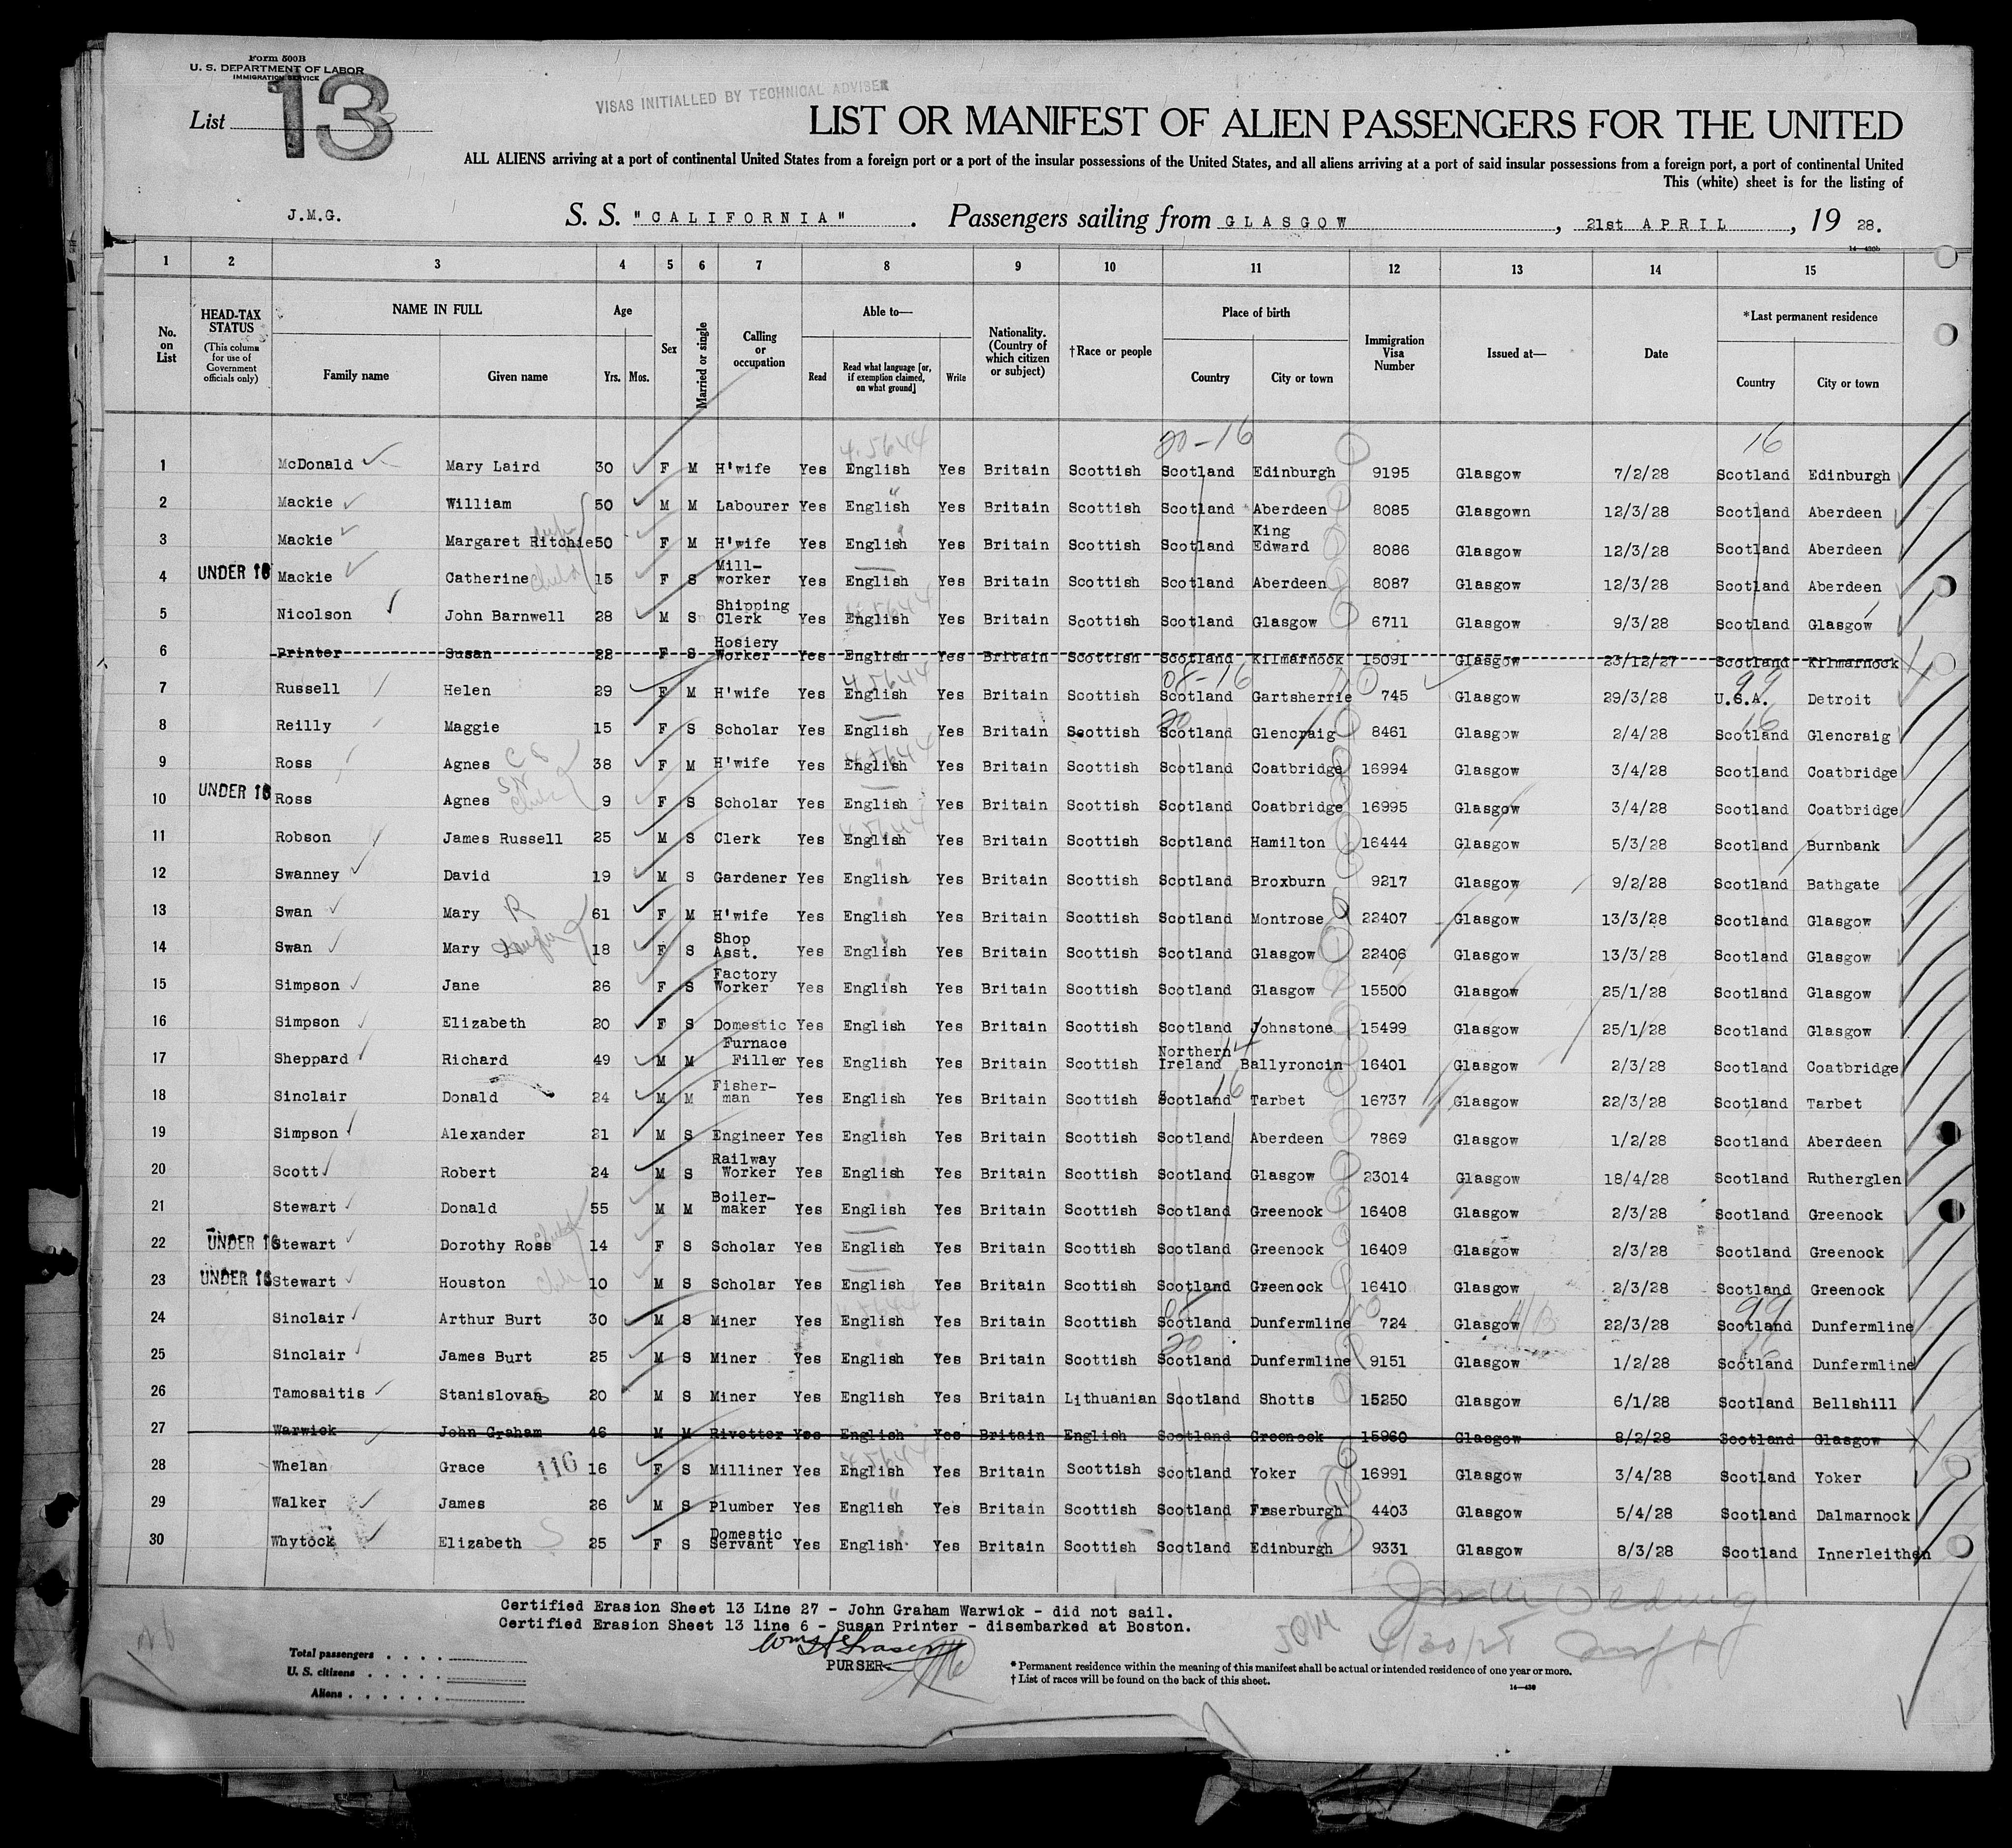 Form 500B
U. S. DEPARTMENT OF LABOR
IMMIGRATION SERVICE
List 13
VISAS INITIALLED BY TECHNICAL ADVISER
LIST OR MANIFEST OF ALIEN PASSENGERS FOR THE UNITED
ALL ALIENS arriving at a port of continental United States from a foreign port or a port of the insular possessions of the United States, and all aliens arriving at a port of said insular possessions from a foreign port, a port of continental United
This (white) sheet is for the listing of
J.M.G. S. S. "CALIFORNIA". Passengers sailing from GLASGOW, 21st APRIL, 19 28.
14—430b
1 2 3 4 5 6 7 8 9 10 11 12 13 14 15
No. on List
HEAD-TAX STATUS (This column for use of Government officials only)
NAME IN FULL Family name Given name
Age Yrs. Mos.
Sex
Married or single
Calling or occupation
Able to— Read Read what language [or, if exemption claimed, on what ground] Write
Nationality. (Country of which citizen or subject)
†Race or people
Place of birth Country City or town
Immigration Visa Number
Issued at—
Date
*Last permanent residence Country City or town
4.5644 20-16 16
1 McDonald Mary Laird 30 F M H'wife Yes English Yes Britain Scottish Scotland Edinburgh 9195 Glasgow 7/2/28 Scotland Edinburgh
2 Mackie William 50 M M Labourer Yes English Yes Britain Scottish Scotland Aberdeen 8085 Glasgown 12/3/28 Scotland Aberdeen
3 Mackie Margaret Ritchie 50 F M H'wife Yes English Yes Britain Scottish Scotland King Edward 8086 Glasgow 12/3/28 Scotland Aberdeen
4 UNDER 16 Mackie Catherine child 15 F S Mill-worker Yes English Yes Britain Scottish Scotland Aberdeen 8087 Glasgow 12/3/28 Scotland Aberdeen
5 Nicolson John Barnwell 28 M S Shipping Clerk Yes English Yes Britain Scottish Scotland Glasgow 6711 Glasgow 9/3/28 Scotland Glasgow
6 Printer Susan 22 F S Hosiery Worker Yes English Yes Britain Scottish Scotland Kilmarnock 15091 Glasgow 23/12/27 Scotland Kilmarnock
7 Russell Helen 29 F M H'wife Yes English Yes Britain Scottish Scotland Gartsherrie 745 Glasgow 29/3/28 U.S.A. Detroit
8 Reilly Maggie 15 F S Scholar Yes English Yes Britain Scottish Scotland Glencraig 8461 Glasgow 2/4/28 Scotland Glencraig
9 Ross Agnes 38 F M H'wife Yes English Yes Britain Scottish Scotland Coatbridge 16994 Glasgow 3/4/28 Scotland Coatbridge
10 UNDER 16 Ross Agnes 9 F S Scholar Yes English Yes Britain Scottish Scotland Coatbridge 16995 Glasgow 3/4/28 Scotland Coatbridge
11 Robson James Russell 25 M S Clerk Yes English Yes Britain Scottish Scotland Hamilton 16444 Glasgow 5/3/28 Scotland Burnbank
12 Swanney David 19 M S Gardener Yes English Yes Britain Scottish Scotland Broxburn 9217 Glasgow 9/2/28 Scotland Bathgate
13 Swan Mary R 61 F M H'wife Yes English Yes Britain Scottish Scotland Montrose 22407 Glasgow 13/3/28 Scotland Glasgow
14 Swan Mary 18 F S Shop Asst. Yes English Yes Britain Scottish Scotland Glasgow 22406 Glasgow 13/3/28 Scotland Glasgow
15 Simpson Jane 26 F S Factory Worker Yes English Yes Britain Scottish Scotland Glasgow 15500 Glasgow 25/1/28 Scotland Glasgow
16 Simpson Elizabeth 20 F S Domestic Yes English Yes Britain Scottish Scotland Johnstone 15499 Glasgow 25/1/28 Scotland Glasgow
17 Sheppard Richard 49 M M Furnace Filler Yes English Yes Britain Scottish Northern Ireland Ballyroncin 16401 Glasgow 2/3/28 Scotland Coatbridge
18 Sinclair Donald 24 M M Fisher-man Yes English Yes Britain Scottish Scotland Tarbet 16737 Glasgow 22/3/28 Scotland Tarbet
19 Simpson Alexander 21 M S Engineer Yes English Yes Britain Scottish Scotland Aberdeen 7869 Glasgow 1/2/28 Scotland Aberdeen
20 Scott Robert 24 M S Railway Worker Yes English Yes Britain Scottish Scotland Glasgow 23014 Glasgow 18/4/28 Scotland Rutherglen
21 Stewart Donald 55 M M Boiler-maker Yes English Yes Britain Scottish Scotland Greenock 16408 Glasgow 2/3/28 Scotland Greenock
22 UNDER 16 Stewart Dorothy Ross 14 F S Scholar Yes English Yes Britain Scottish Scotland Greenock 16409 Glasgow 2/3/28 Scotland Greenock
23 UNDER 16 Stewart Houston 10 M S Scholar Yes English Yes Britain Scottish Scotland Greenock 16410 Glasgow 2/3/28 Scotland Greenock
24 Sinclair Arthur Burt 30 M S Miner Yes English Yes Britain Scottish Scotland Dunfermline 724 Glasgow 22/3/28 Scotland Dunfermline
25 Sinclair James Burt 25 M S Miner Yes English Yes Britain Scottish Scotland Dunfermline 9151 Glasgow 1/2/28 Scotland Dunfermline
26 Tamosaitis Stanislovas 20 M S Miner Yes English Yes Britain Lithuanian Scotland Shotts 15250 Glasgow 6/1/28 Scotland Bellshill
27 Warwick John Graham 46 M M Rivetter Yes English Yes Britain English Scotland Greenock 15960 Glasgow 8/2/28 Scotland Glasgow
28 Whelan Grace 116 16 F S Milliner Yes English Yes Britain Scottish Scotland Yoker 16991 Glasgow 3/4/28 Scotland Yoker
29 Walker James 26 M S Plumber Yes English Yes Britain Scottish Scotland Fraserburgh 4403 Glasgow 5/4/28 Scotland Dalmarnock
30 Whytock Elizabeth S 25 F S Domestic Servant Yes English Yes Britain Scottish Scotland Edinburgh 9331 Glasgow 8/3/28 Scotland Innerleithen
Certified Erasion Sheet 13 Line 27 - John Graham Warwick - did not sail.
Certified Erasion Sheet 13 line 6 - Susan Printer - disembarked at Boston.
PURSER.
4/30/28
Total passengers
U. S. citizens
Aliens
* Permanent residence within the meaning of this manifest shall be actual or intended residence of one year or more.
† List of races will be found on the back of this sheet.
14—430